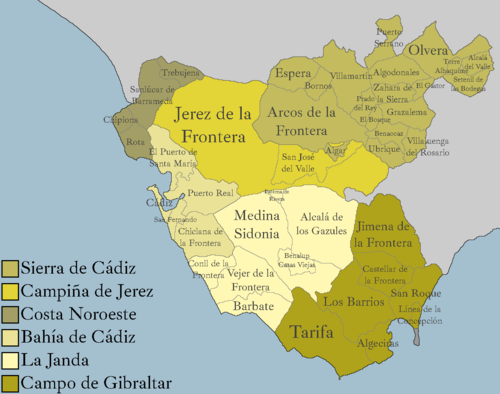 Puerto
Serrano
Olvera
Torre
Alháquime
Alcalá
del Valle
Setenil de
las Bodegas
Espera
Bornos
Villamartín
Algodonales
Zahara de
la Sierra
El Gastor
Prado
del Rey
El Bosque
Grazalema
Benaocaz
Ubrique
Villaluenga
del Rosario
Arcos de la
Frontera
Algar
San José
del Valle
Jerez de la
Frontera
Trebujena
Sanlúcar de
Barrameda
Chipiona
Rota
El Puerto de
Santa María
Cádiz
Puerto Real
San Fernando
Chiclana de
la Frontera
Medina
Sidonia
Alcalá de
los Gazules
Benalup
Casas Viejas
Conil de la
Frontera
Vejer de la
Frontera
Barbate
Jimena de
la Frontera
Castellar de
la Frontera
San Roque
Los Barrios
Línea de la
Concepción
Tarifa
Algeciras
Sierra de Cádiz
Campiña de Jerez
Costa Noroeste
Bahía de Cádiz
La Janda
Campo de Gibraltar